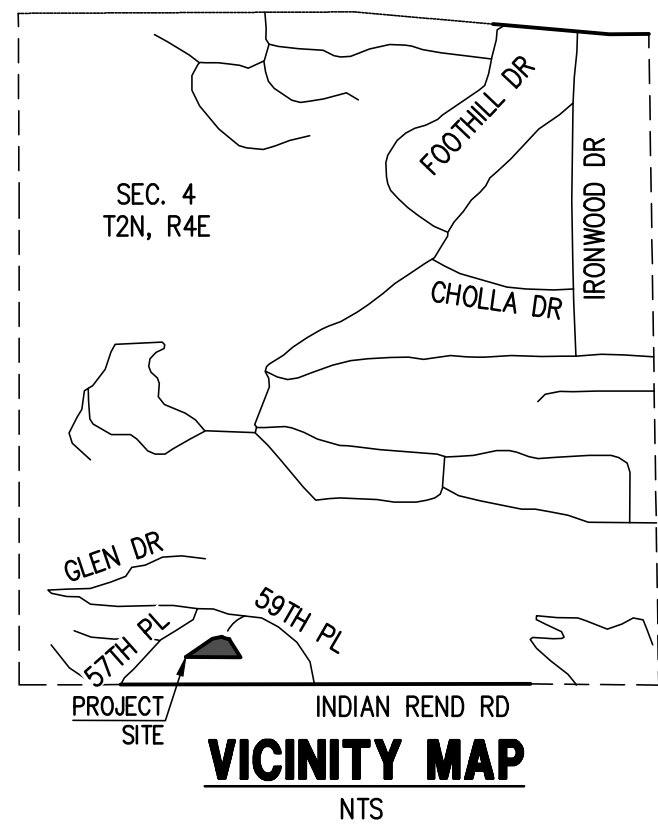 FOOTHILL DR
IRONWOOD DR
SEC. 4
T2N, R4E
CHOLLA DR
GLEN DR
59TH PL
57TH PL
PROJECT
SITE
INDIAN REND RD
VICINITY MAP
NTS